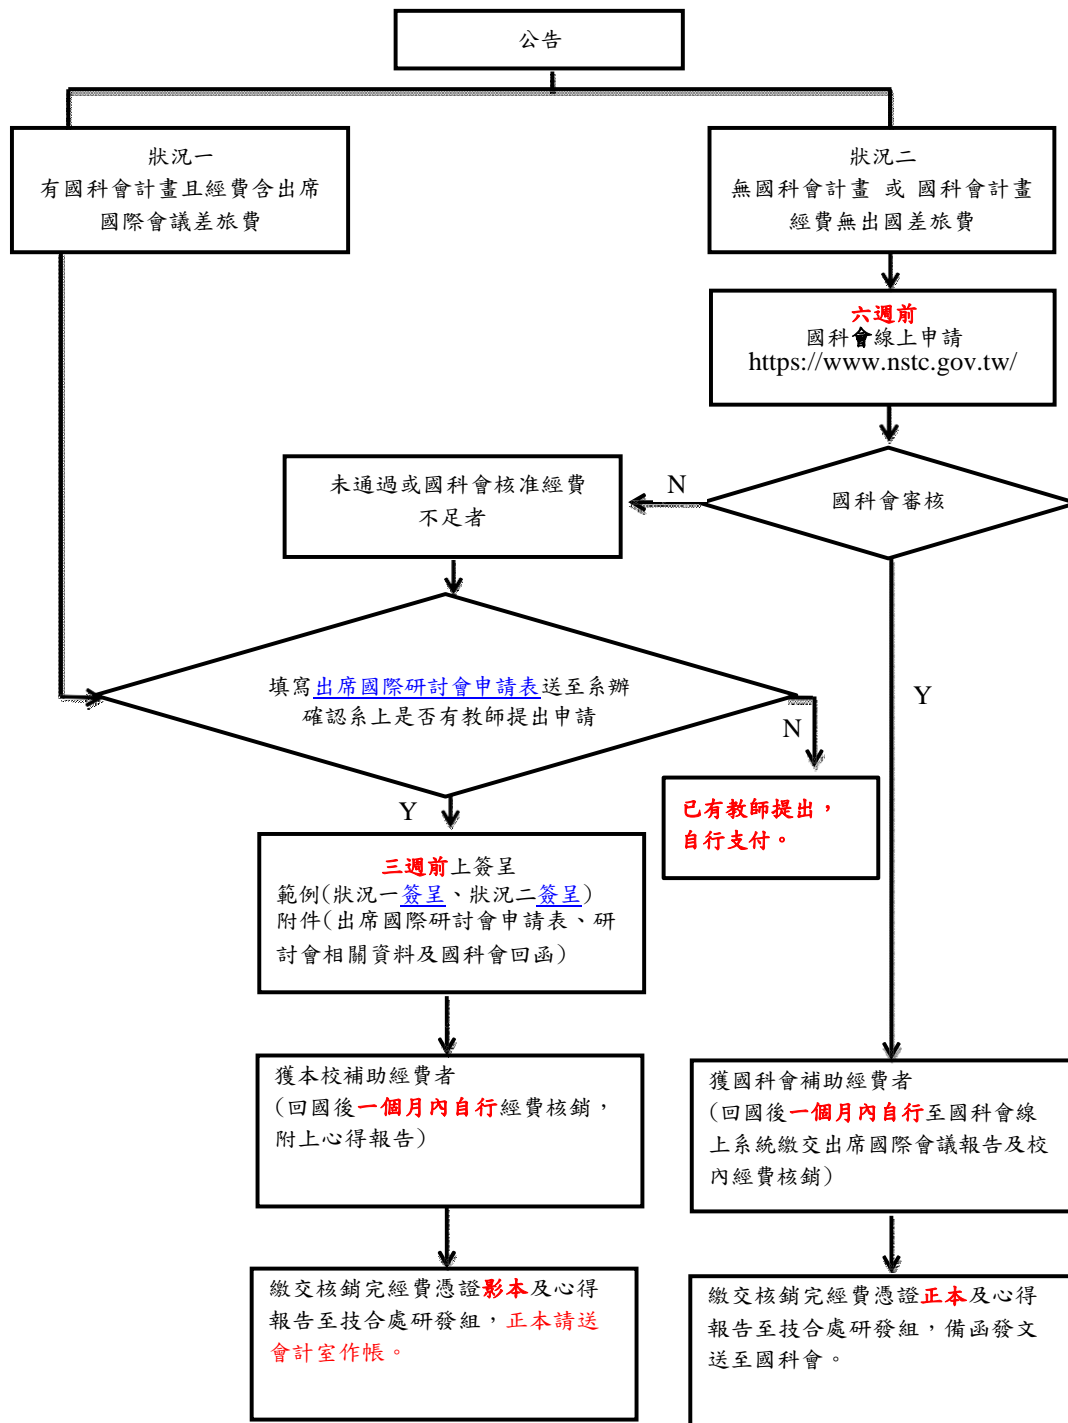 公告
狀況一
有國科會計畫且經費含出席
國際會議差旅費
狀況二
無國科會計畫 或 國科會計畫
經費無出國差旅費
六週前
國科會線上申請
https://www.nstc.gov.tw/
未通過或國科會核准經費
不足者
N
國科會審核
填寫出席國際研討會申請表送至系辦
確認系上是否有教師提出申請
Y
N
Y
已有教師提出，
自行支付。
三週前上簽呈
範例(狀況一簽呈、狀況二簽呈)
附件(出席國際研討會申請表、研
討會相關資料及國科會回函)
獲本校補助經費者
(回國後一個月內自行經費核銷，
附上心得報告)
獲國科會補助經費者
(回國後一個月內自行至國科會線
上系統繳交出席國際會議報告及校
內經費核銷)
繳交核銷完經費憑證影本及心得
報告至技合處研發組，正本請送
會計室作帳。
繳交核銷完經費憑證正本及心得
報告至技合處研發組，備函發文
送至國科會。